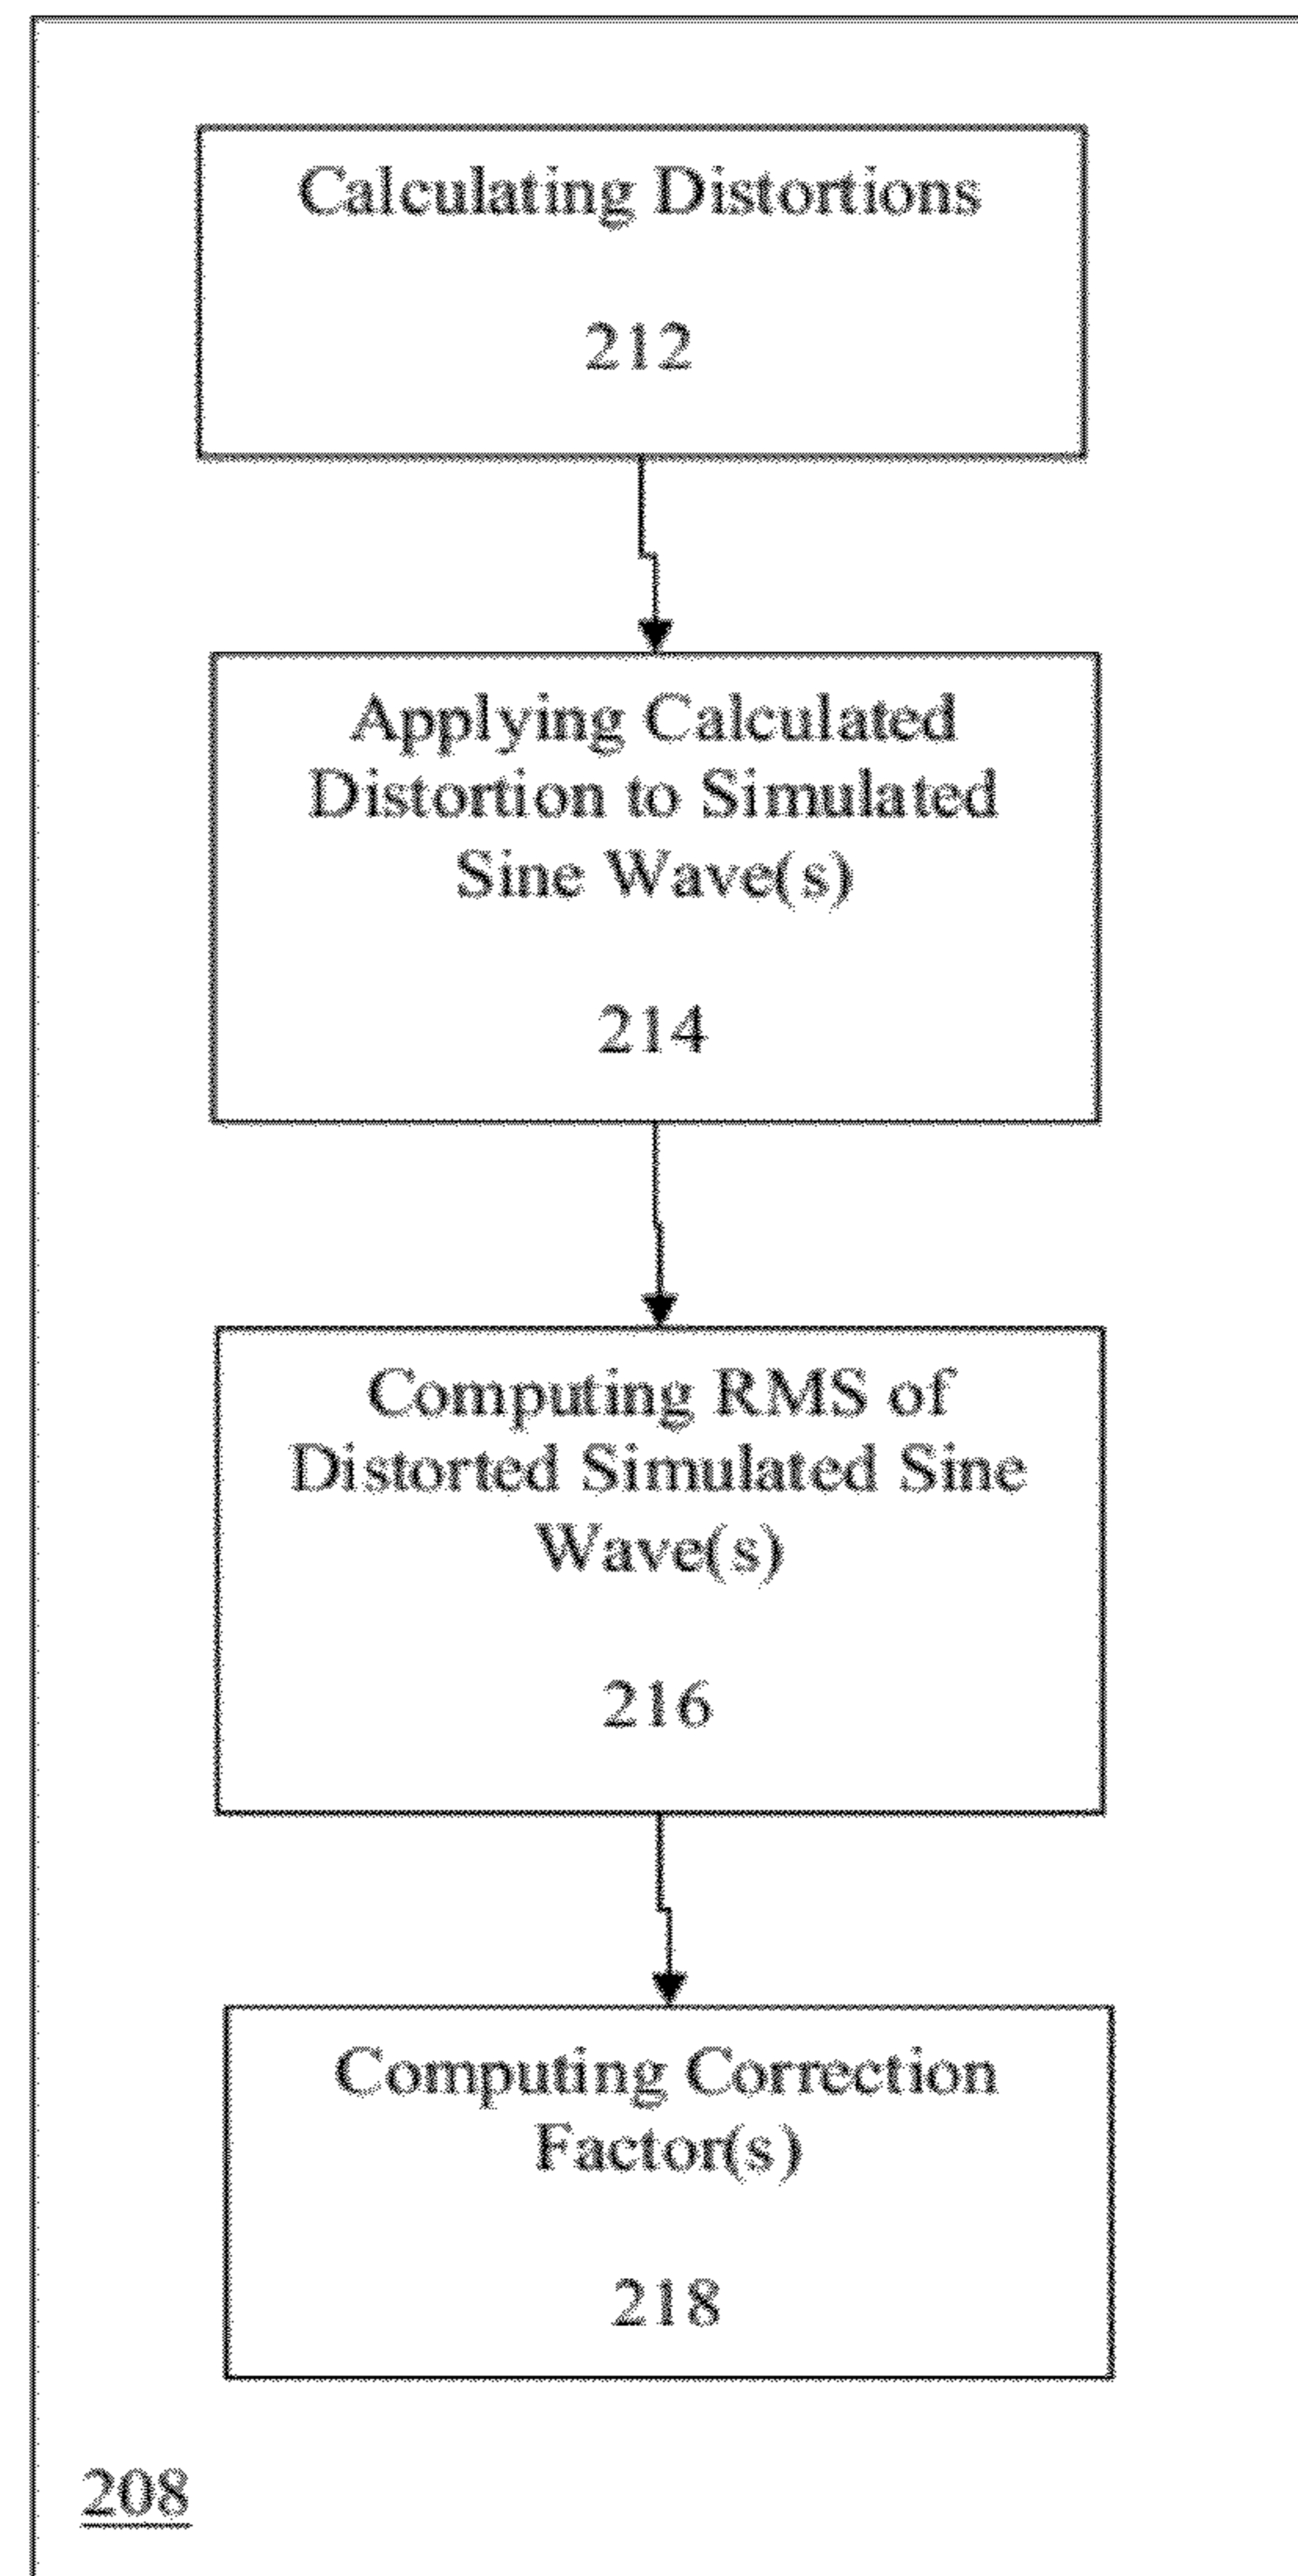 Calculating Distortions
212
Applying Calculated
Distortion to Simulated
Sine Wave(s)
214
Computing RMS of
Distorted Simulated Sine
Wave(s)
216
Computing Correction
Factor(s)
218
208